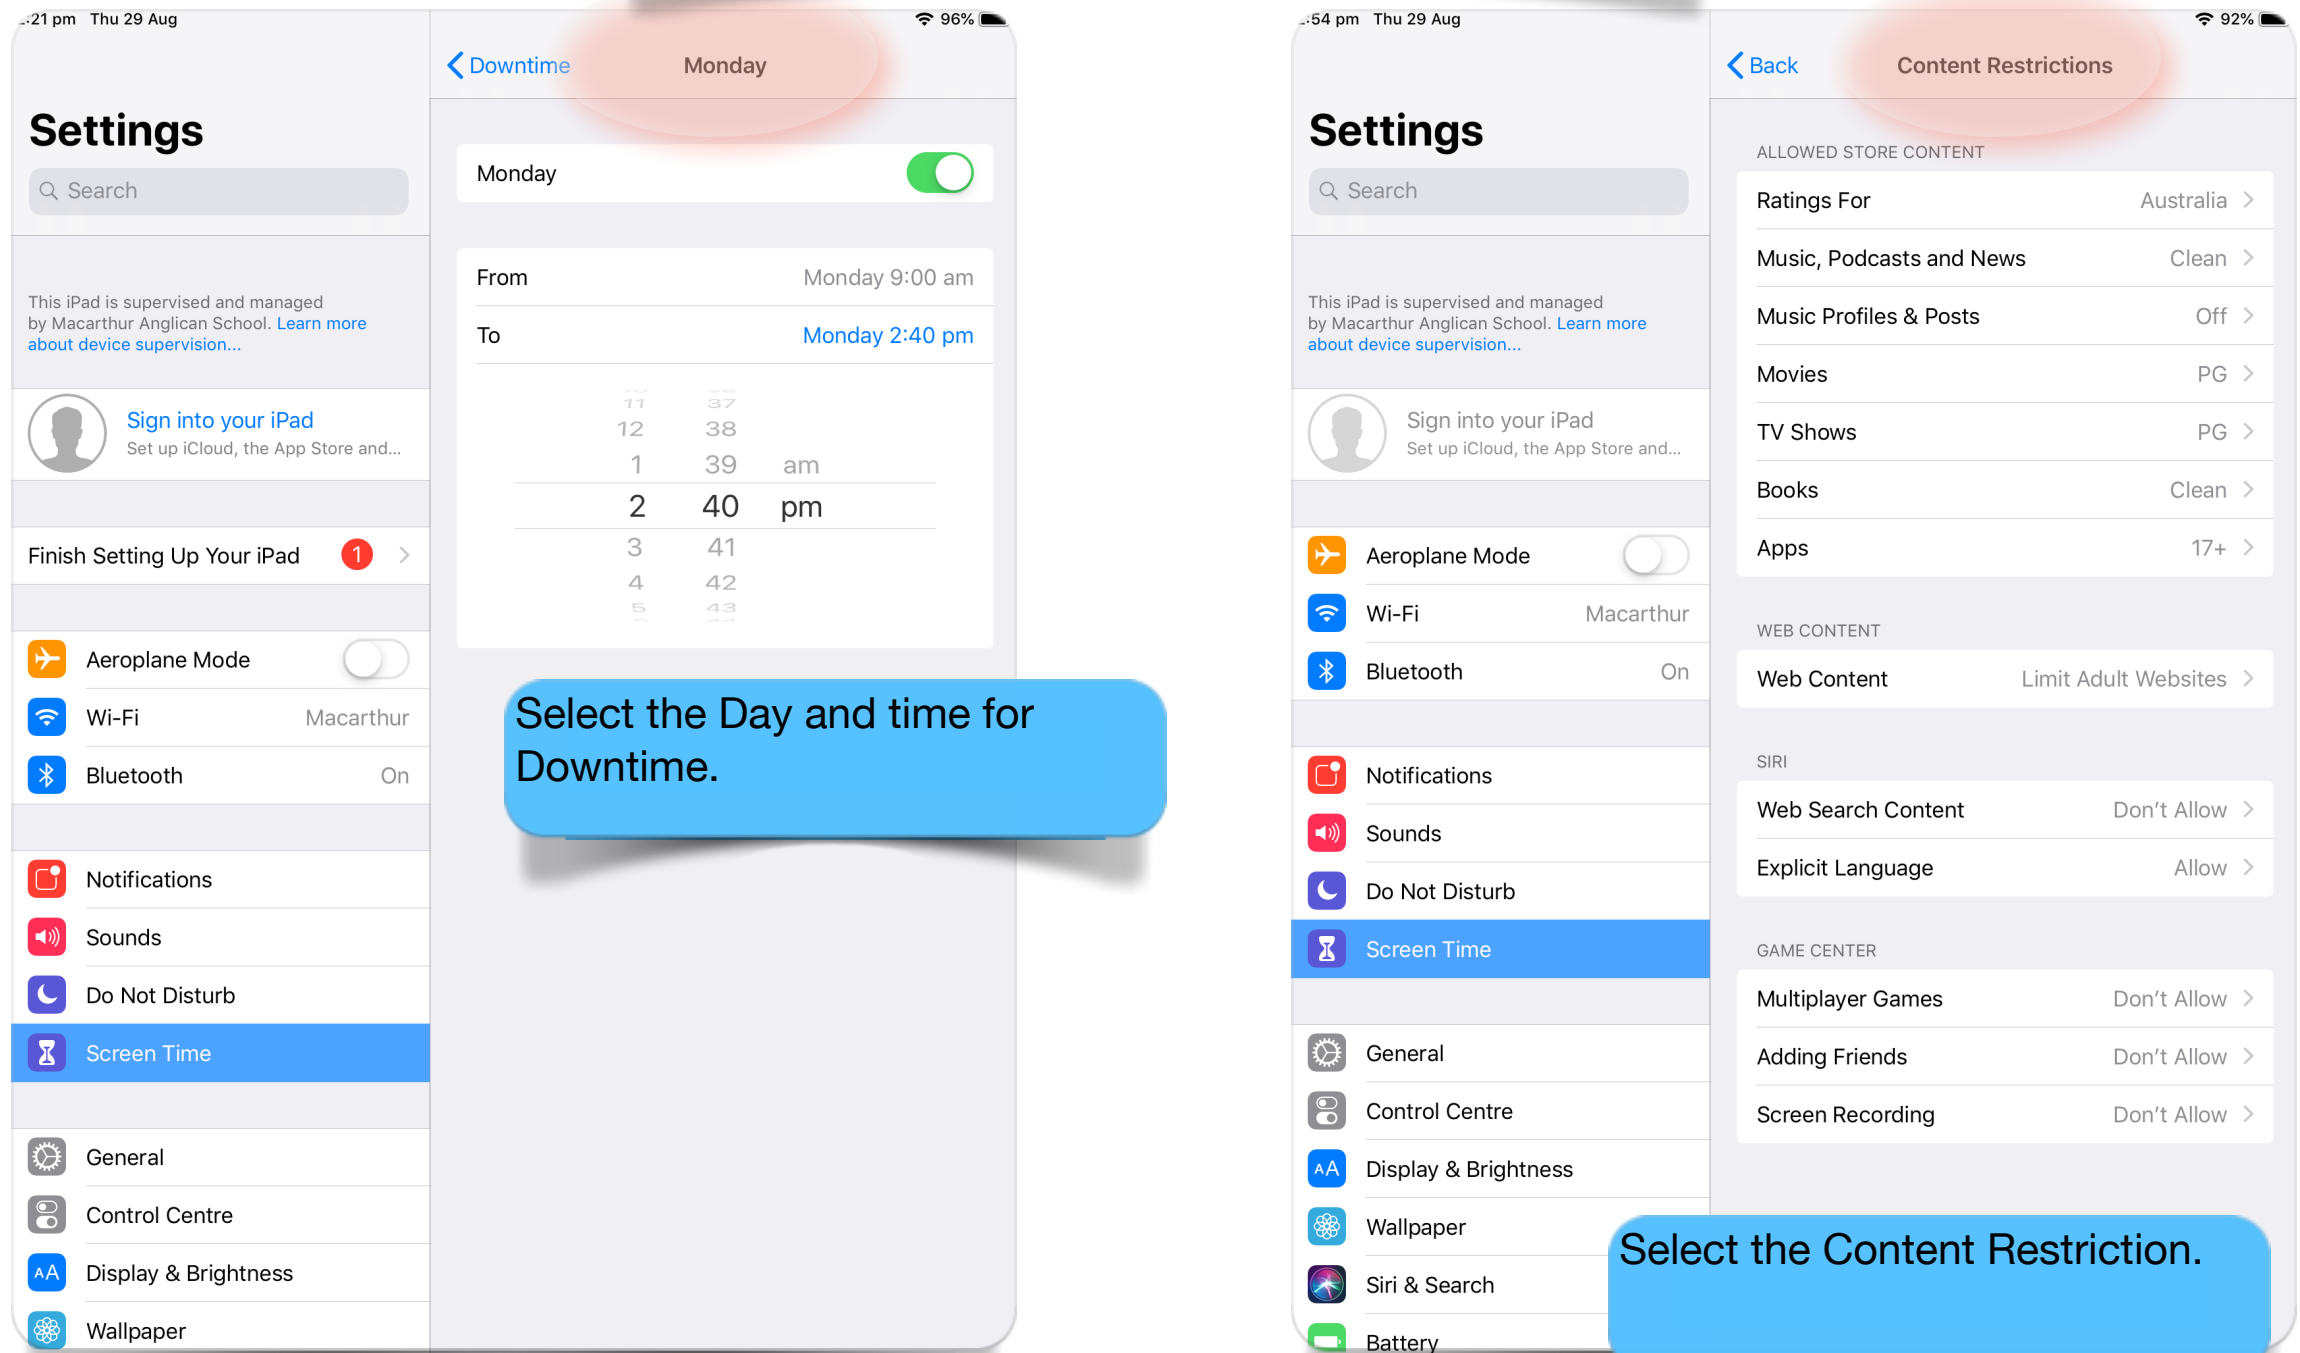 :21 pm Thu 29 Aug
96%
Downtime
Monday
Settings
Search
This iPad is supervised and managed
by Macarthur Anglican School. Learn more
about device supervision...
Sign into your iPad
Set up iCloud, the App Store and...
Finish Setting Up Your iPad 1
Aeroplane Mode
Wi-Fi Macarthur
Bluetooth On
Notifications
Sounds
Do Not Disturb
Screen Time
General
Control Centre
AA Display & Brightness
Wallpaper
Monday
From Monday 9:00 am
To Monday 2:40 pm
11 37
12 38
1 39 am
2 40 pm
3 41
4 42
5 43
Select the Day and time for
Downtime.
:54 pm Thu 29 Aug
92%
Back
Content Restrictions
Settings
Search
This iPad is supervised and managed
by Macarthur Anglican School. Learn more
about device supervision...
Sign into your iPad
Set up iCloud, the App Store and...
Aeroplane Mode
Wi-Fi Macarthur
Bluetooth On
Notifications
Sounds
Do Not Disturb
Screen Time
General
Control Centre
AA Display & Brightness
Wallpaper
Siri & Search
Battery
ALLOWED STORE CONTENT
Ratings For Australia
Music, Podcasts and News Clean
Music Profiles & Posts Off
Movies PG
TV Shows PG
Books Clean
Apps 17+
WEB CONTENT
Web Content Limit Adult Websites
SIRI
Web Search Content Don't Allow
Explicit Language Allow
GAME CENTER
Multiplayer Games Don't Allow
Adding Friends Don't Allow
Screen Recording Don't Allow
Select the Content Restriction.